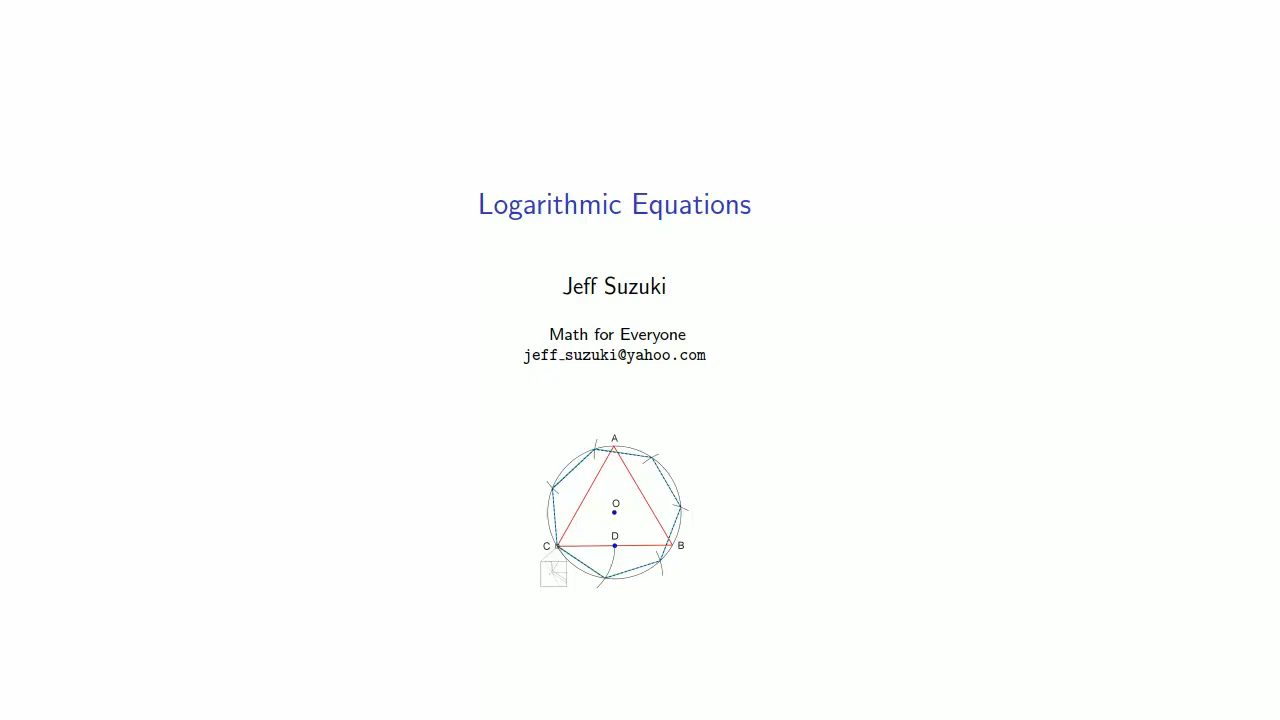 Logarithmic Equations
Jeff Suzuki
Math for Everyone
jeff_suzuki@yahoo.com
A
O
D
C
B